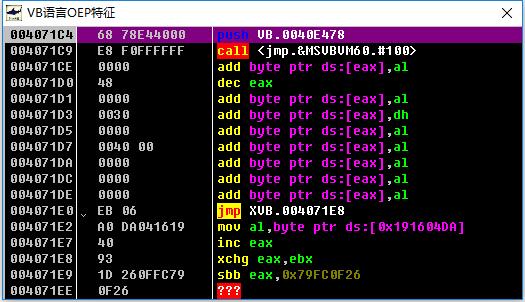 VB语言OEP特征
004071C4 68 78E44000 push VB.0040E478
004071C9 E8 F0FFFFFF call <jmp.&MSVBVM60.#100>
004071CE 0000 add byte ptr ds:[eax],al
004071D0 48 dec eax
004071D1 0000 add byte ptr ds:[eax],al
004071D3 0030 add byte ptr ds:[eax],dh
004071D5 0000 add byte ptr ds:[eax],al
004071D7 0040 00 add byte ptr ds:[eax],al
004071DA 0000 add byte ptr ds:[eax],al
004071DC 0000 add byte ptr ds:[eax],al
004071DE 0000 add byte ptr ds:[eax],al
004071E0 EB 06 jmp XVB.004071E8
004071E2 A0 DA041619 mov al,byte ptr ds:[0x191604DA]
004071E7 40 inc eax
004071E8 93 xchg eax,ebx
004071E9 1D 260FFC79 sbb eax,0x79FC0F26
004071EE 0F26 ???